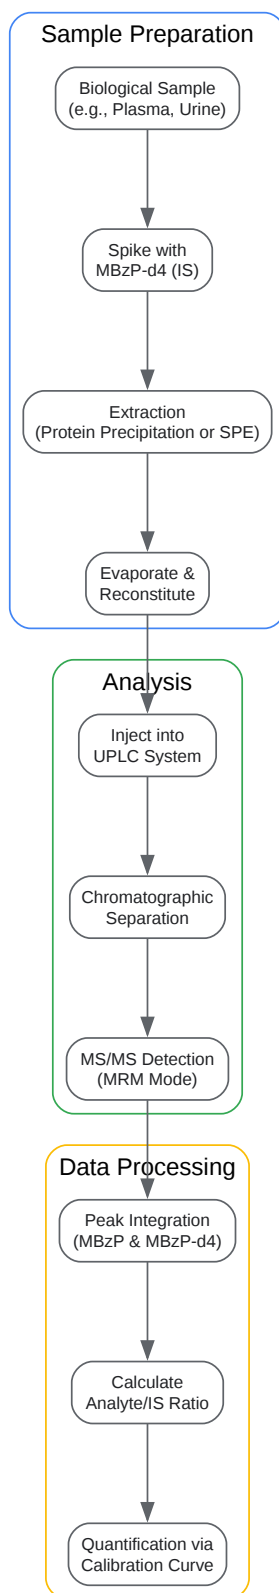 Sample Preparation
Biological Sample
(e.g., Plasma, Urine)
Spike with
MBzP-d4 (IS)
Extraction
(Protein Precipitation or SPE)
Evaporate &
Reconstitute
Analysis
Inject into
UPLC System
Chromatographic
Separation
MS/MS Detection
(MRM Mode)
Data Processing
Peak Integration
(MBzP & MBzP-d4)
Calculate
Analyte/IS Ratio
Quantification via
Calibration Curve